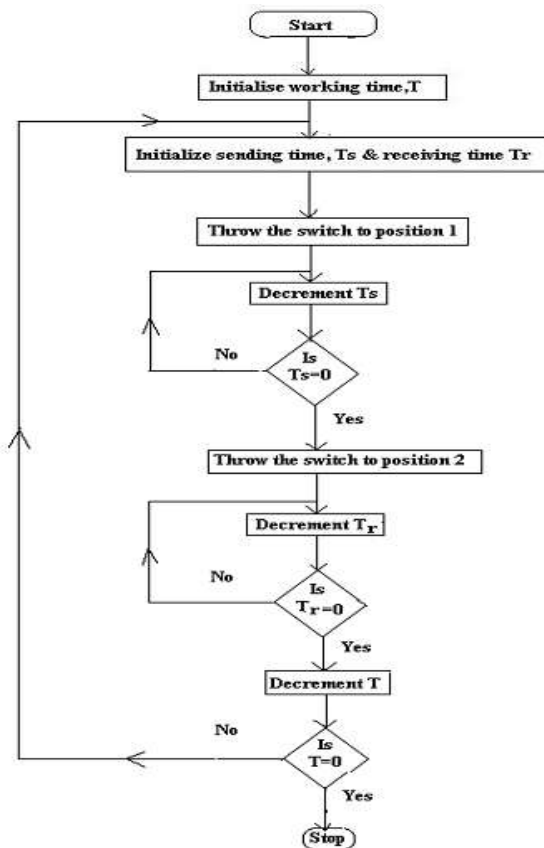 Start
Initialise working time,T
Initialize sending time, Ts & receiving time Tr
Throw the switch to position 1
Decrement Ts
No
Is
Ts=0
Yes
Throw the switch to position 2
Decrement Tr
No
Is
Tr=0
Yes
Decrement T
No
Is
T=0
Yes
Stop